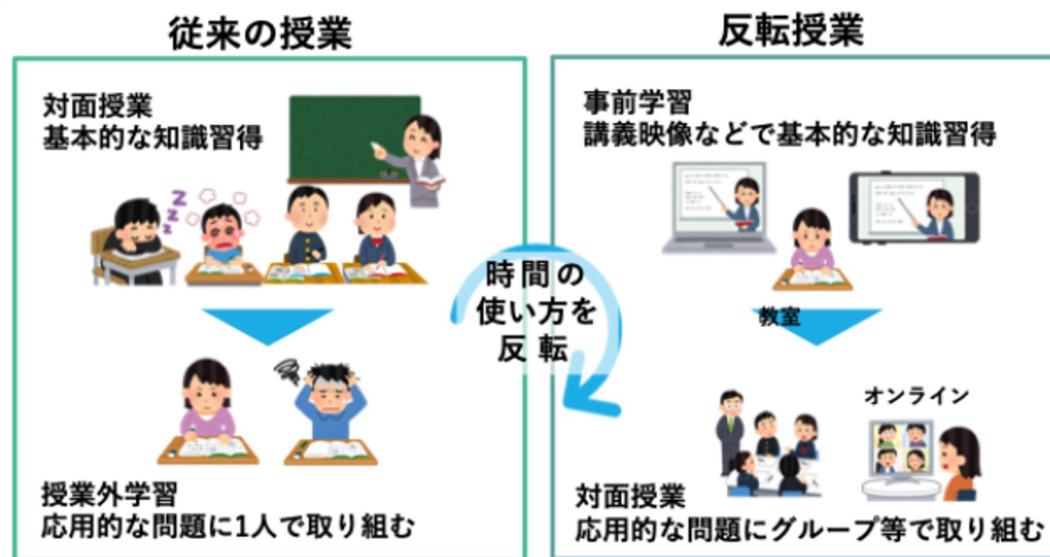 従来の授業
対面授業
基本的な知識習得
Z
Z
Z
授業外学習
応用的な問題に1人で取り組む
時間の
使い方を
反転
反転授業
事前学習
講義映像などで基本的な知識習得
教室
オンライン
対面授業
応用的な問題にグループ等で取り組む